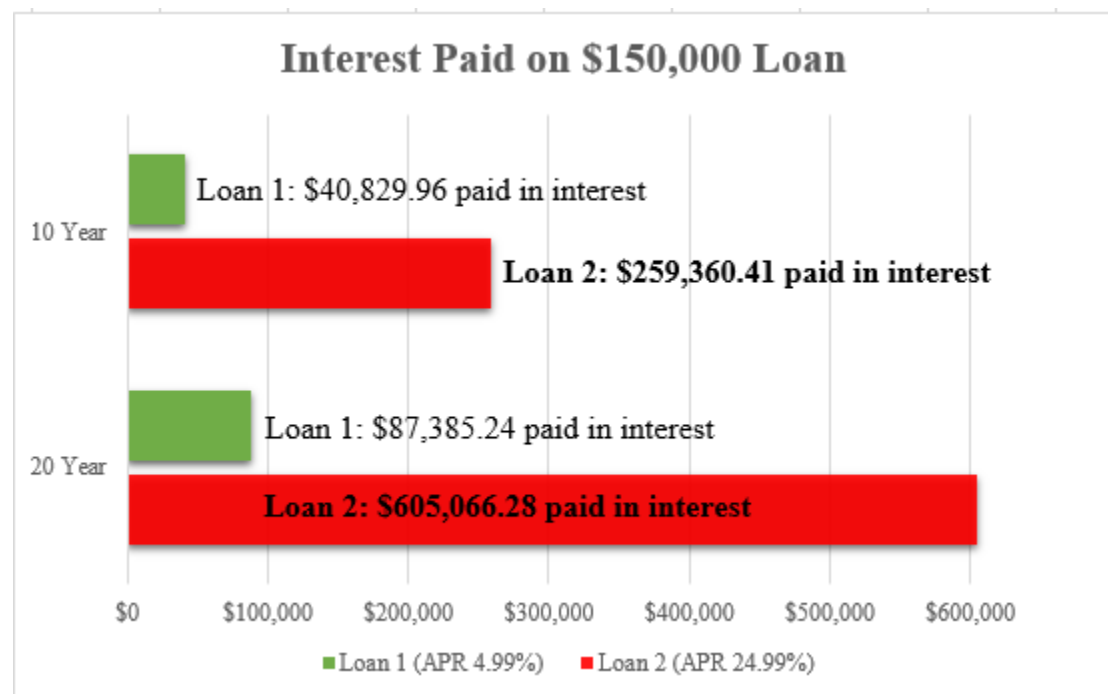 Interest Paid on $150,000 Loan
Loan 1: $40,829.96 paid in interest
10 Year
Loan 2: $259,360.41 paid in interest
Loan 1: $87,385.24 paid in interest
20 Year
Loan 2: $605,066.28 paid in interest
$0 $100,000 $200,000 $300,000 $400,000 $500,000 $600,000
Loan 1 (APR 4.99%) Loan 2 (APR 24.99%)